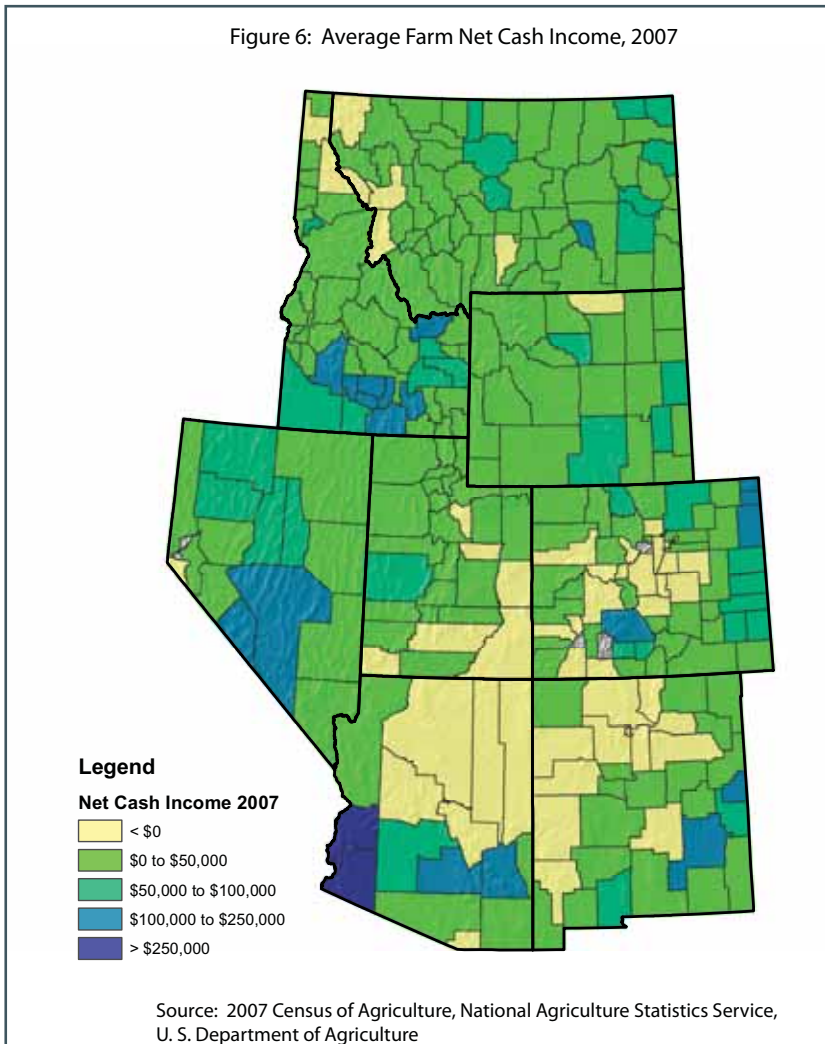 Figure 6:  Average Farm Net Cash Income, 2007
Legend
Net Cash Income 2007
< $0
$0 to $50,000
$50,000 to $100,000
$100,000 to $250,000
> $250,000
Source:  2007 Census of Agriculture, National Agriculture Statistics Service,
U. S. Department of Agriculture